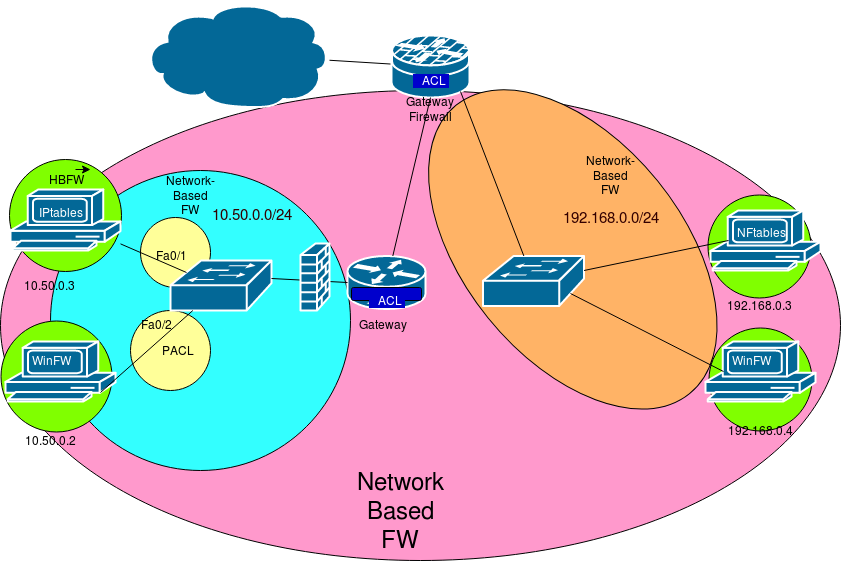 ACL
Gateway
Firewall
HBFW
IPtables
10.50.0.3
Network-
Based
FW
10.50.0.0/24
Fa0/1
Fa0/2
PACL
WinFW
10.50.0.2
ACL
Gateway
Network-
Based
FW
192.168.0.0/24
NFtables
192.168.0.3
WinFW
192.168.0.4
Network
Based
FW